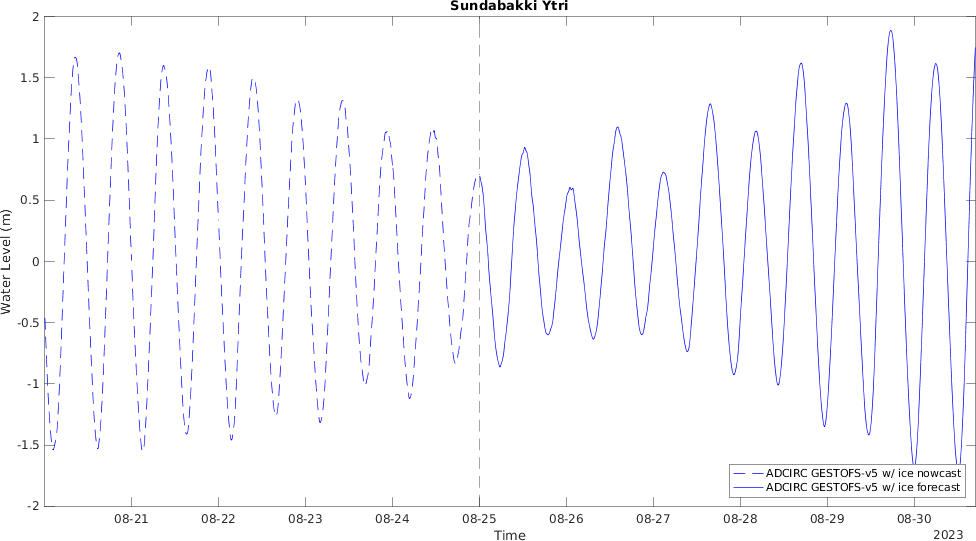 Sundabakki Ytri
2
1.5
1
0.5
0
-0.5
-1
-1.5
-2
Water Level (m)
ADCIRC GESTOFS-v5 w/ ice nowcast
ADCIRC GESTOFS-v5 w/ ice forecast
08-21 08-22 08-23 08-24 08-25 08-26 08-27 08-28 08-29 08-30
Time
2023